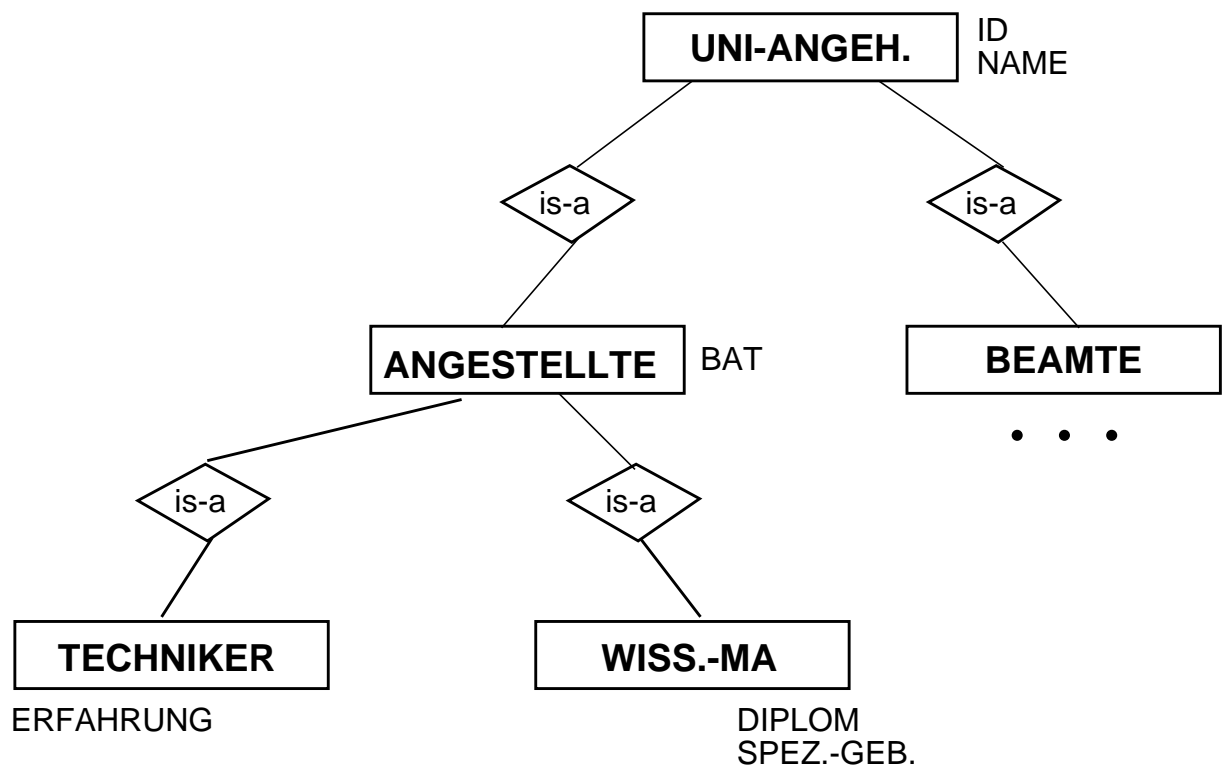 UNI-ANGEH.
ID
NAME
is-a
is-a
ANGESTELLTE
BAT
BEAMTE
• • •
is-a
is-a
TECHNIKER
WISS.-MA
ERFAHRUNG
DIPLOM
SPEZ.-GEB.